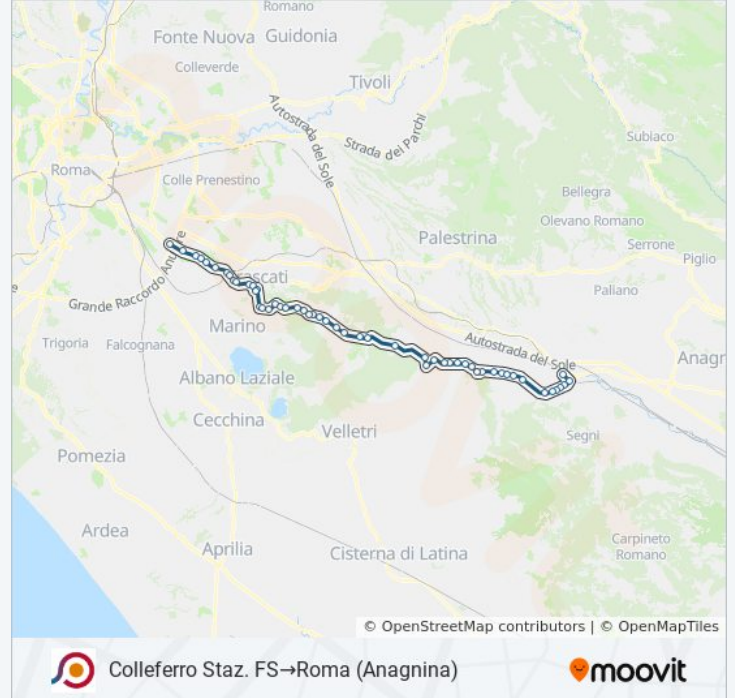 Romano
Fonte Nuova
Guidonia
Colleverde
Tivoli
Autostrada del Sole
Strada dei Parchi
Subiaco
Roma
Colle Prenestino
Bellegra
Olevano Romano
Palestrina
Serrone
Piglio
Grande Raccordo Anulare
Frascati
Paliano
Marino
Trigoria
Falcognana
Autostrada del Sole
Anagn
Albano Laziale
Cecchina
Velletri
Segni
Pomezia
Ardea
Aprilia
Cisterna di Latina
Carpineto
Romano
© OpenStreetMap contributors | © OpenMapTiles
Colleferro Staz. FS→Roma (Anagnina)
moovit